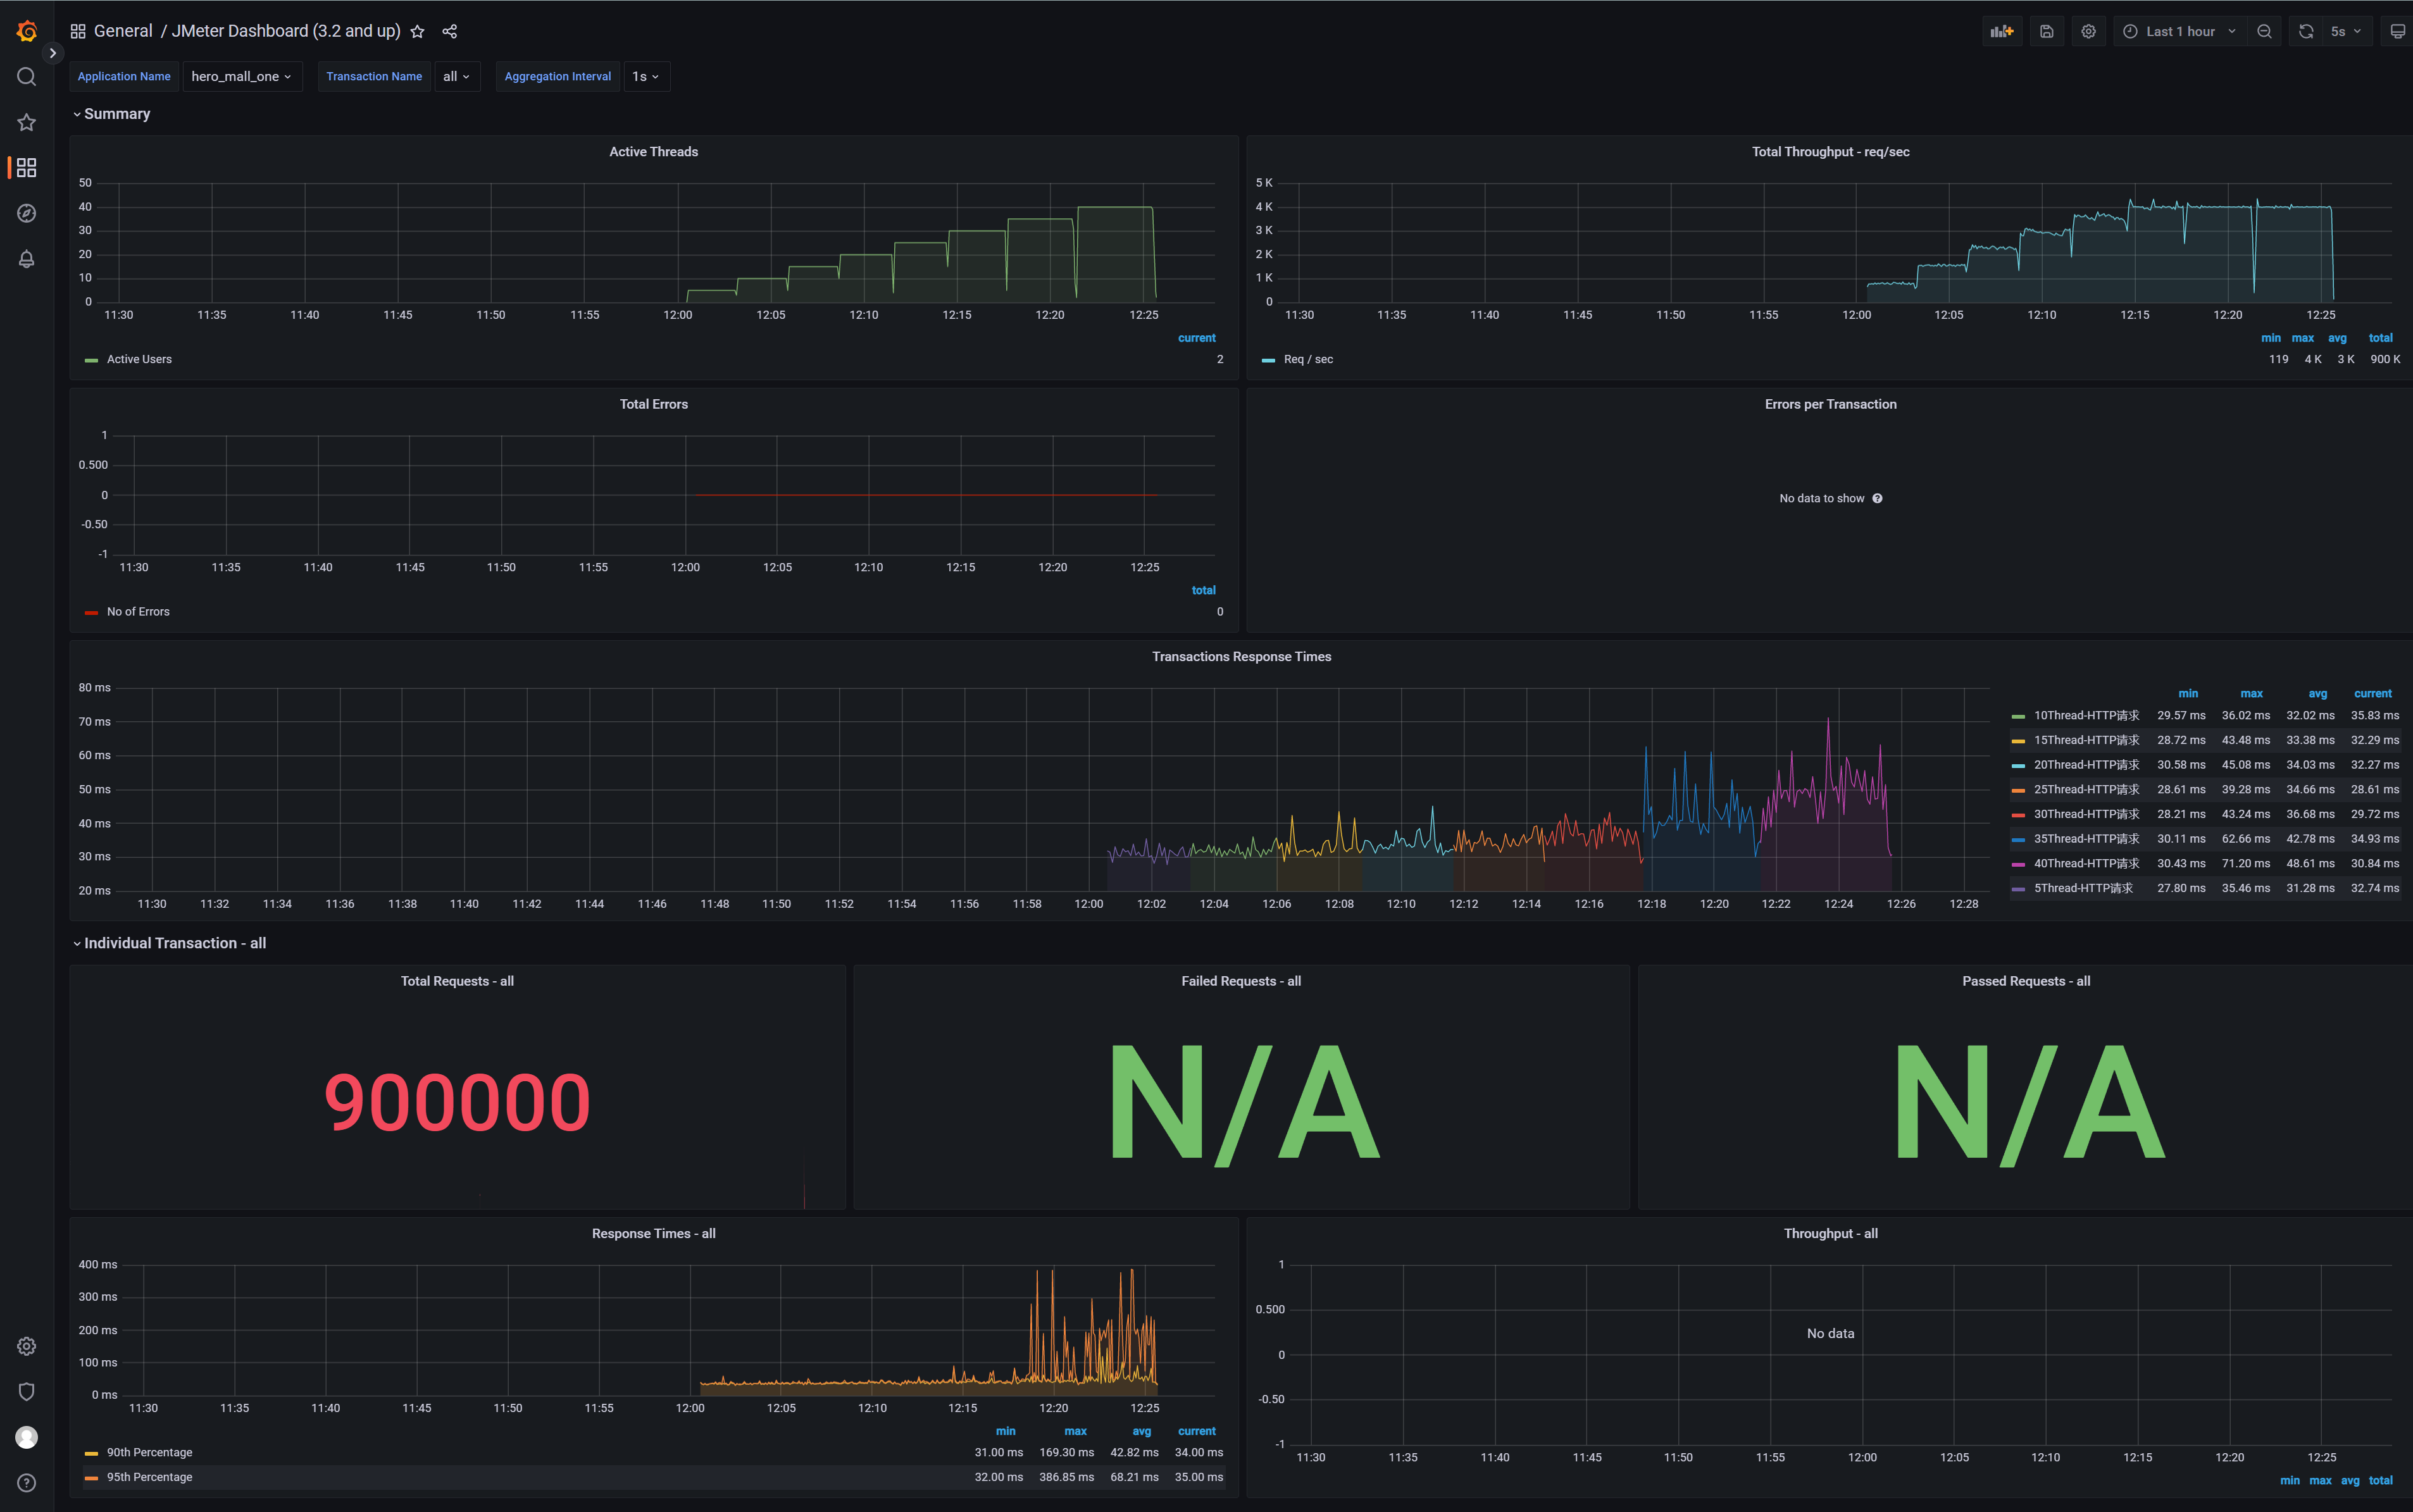 General / JMeter Dashboard (3.2 and up)
Last 1 hour
5s
Application Name hero_mall_one Transaction Name all Aggregation Interval 1s
Summary
Active Threads
50
40
30
20
10
0
11:30 11:35 11:40 11:45 11:50 11:55 12:00 12:05 12:10 12:15 12:20 12:25
current
Active Users 2
Total Throughput - req/sec
5 K
4 K
3 K
2 K
1 K
0
11:30 11:35 11:40 11:45 11:50 11:55 12:00 12:05 12:10 12:15 12:20 12:25
min max avg total
Req / sec 119 4 K 3 K 900 K
Total Errors
1
0.500
0
-0.50
-1
11:30 11:35 11:40 11:45 11:50 11:55 12:00 12:05 12:10 12:15 12:20 12:25
total
No of Errors 0
Errors per Transaction
No data to show
Transactions Response Times
80 ms
70 ms
60 ms
50 ms
40 ms
30 ms
20 ms
11:30 11:32 11:34 11:36 11:38 11:40 11:42 11:44 11:46 11:48 11:50 11:52 11:54 11:56 11:58 12:00 12:02 12:04 12:06 12:08 12:10 12:12 12:14 12:16 12:18 12:20 12:22 12:24 12:26 12:28
min max avg current
10Thread-HTTP请求 29.57 ms 36.02 ms 32.02 ms 35.83 ms
15Thread-HTTP请求 28.72 ms 43.48 ms 33.38 ms 32.29 ms
20Thread-HTTP请求 30.58 ms 45.08 ms 34.03 ms 32.27 ms
25Thread-HTTP请求 28.61 ms 39.28 ms 34.66 ms 28.61 ms
30Thread-HTTP请求 28.21 ms 43.24 ms 36.68 ms 29.72 ms
35Thread-HTTP请求 30.11 ms 62.66 ms 42.78 ms 34.93 ms
40Thread-HTTP请求 30.43 ms 71.20 ms 48.61 ms 30.84 ms
5Thread-HTTP请求 27.80 ms 35.46 ms 31.28 ms 32.74 ms
Individual Transaction - all
Total Requests - all
900000
Failed Requests - all
N/A
Passed Requests - all
N/A
Response Times - all
400 ms
300 ms
200 ms
100 ms
0 ms
11:30 11:35 11:40 11:45 11:50 11:55 12:00 12:05 12:10 12:15 12:20 12:25
min max avg current
90th Percentage 31.00 ms 169.30 ms 42.82 ms 34.00 ms
95th Percentage 32.00 ms 386.85 ms 68.21 ms 35.00 ms
Throughput - all
1
0.500
0
-0.50
-1
No data
11:30 11:35 11:40 11:45 11:50 11:55 12:00 12:05 12:10 12:15 12:20 12:25
min max avg total